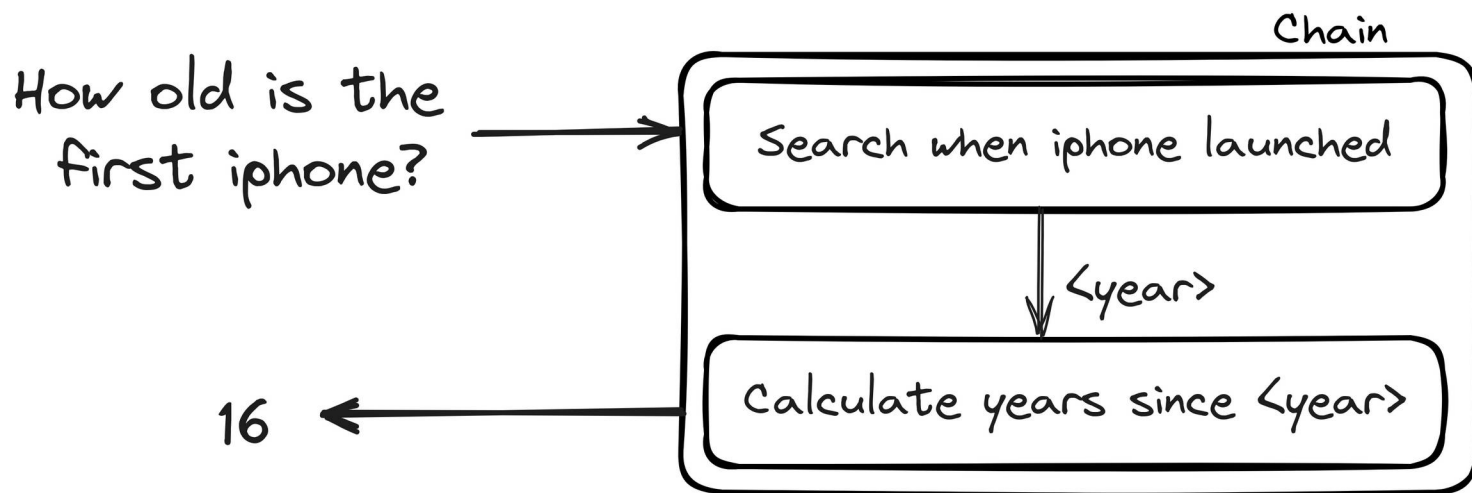 Chain
How old is the
first iphone?
Search when iphone launched
<year>
Calculate years since <year>
16